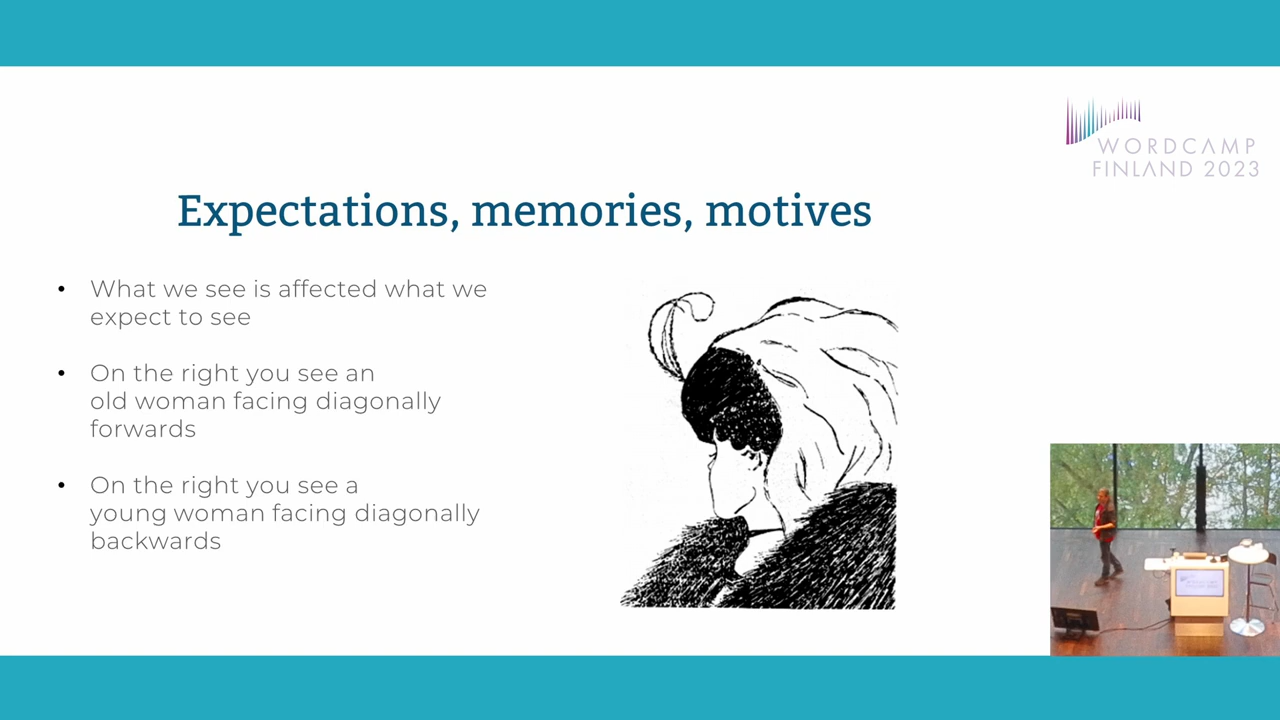 WORDCAMP
FINLAND 2023
Expectations, memories, motives
• What we see is affected what we
expect to see
• On the right you see an
old woman facing diagonally
forwards
• On the right you see a
young woman facing diagonally
backwards